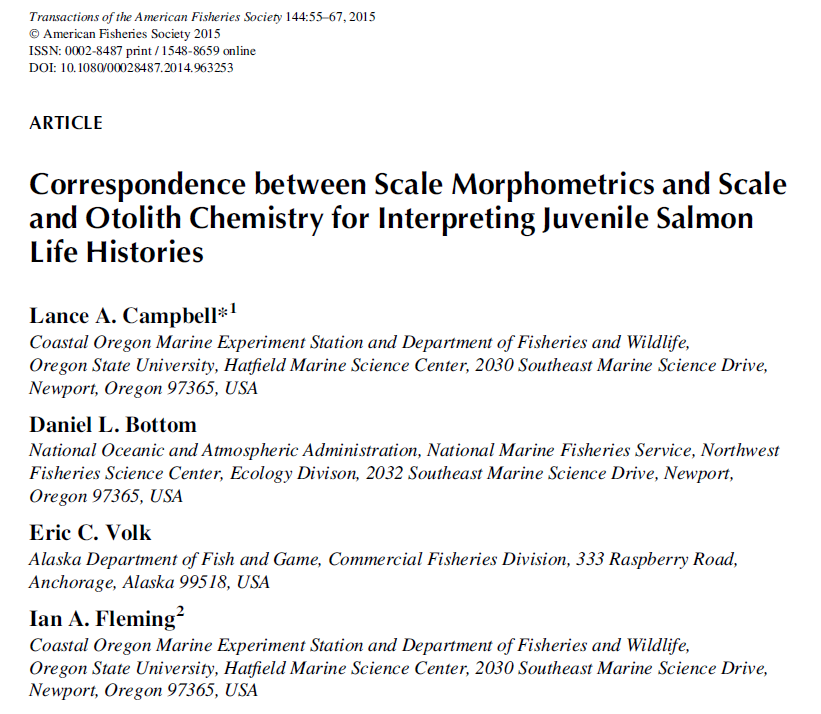 Transactions of the American Fisheries Society 144:55–67, 2015
© American Fisheries Society 2015
ISSN: 0002-8487 print / 1548-8659 online
DOI: 10.1080/00028487.2014.963253
ARTICLE
Correspondence between Scale Morphometrics and Scale
and Otolith Chemistry for Interpreting Juvenile Salmon
Life Histories
Lance A. Campbell*1
Coastal Oregon Marine Experiment Station and Department of Fisheries and Wildlife,
Oregon State University, Hatfield Marine Science Center, 2030 Southeast Marine Science Drive,
Newport, Oregon 97365, USA
Daniel L. Bottom
National Oceanic and Atmospheric Administration, National Marine Fisheries Service, Northwest
Fisheries Science Center, Ecology Divison, 2032 Southeast Marine Science Drive, Newport,
Oregon 97365, USA
Eric C. Volk
Alaska Department of Fish and Game, Commercial Fisheries Division, 333 Raspberry Road,
Anchorage, Alaska 99518, USA
Ian A. Fleming2
Coastal Oregon Marine Experiment Station and Department of Fisheries and Wildlife,
Oregon State University, Hatfield Marine Science Center, 2030 Southeast Marine Science Drive,
Newport, Oregon 97365, USA